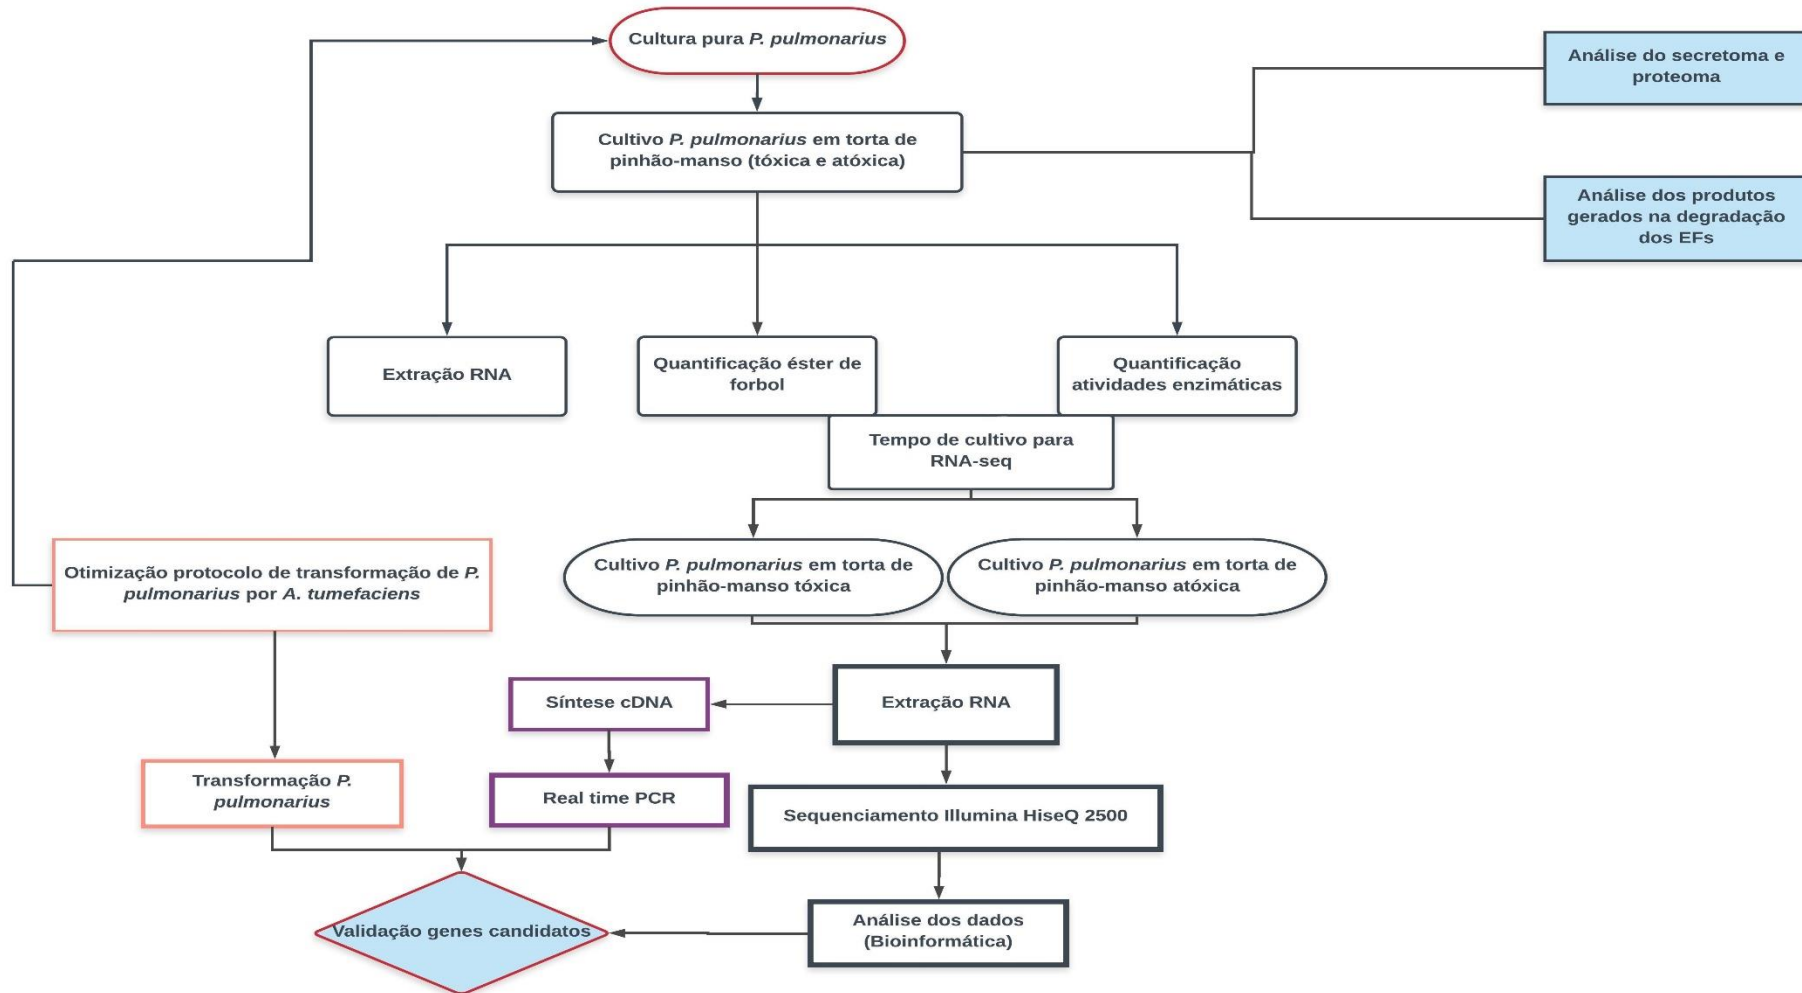 Cultura pura P. pulmonarius
Análise do secretoma e
proteoma
Cultivo P. pulmonarius em torta de
pinhão-manso (tóxica e atóxica)
Análise dos produtos
gerados na degradação
dos EFs
Extração RNA
Quantificação éster de
forbol
Quantificação
atividades enzimáticas
Tempo de cultivo para
RNA-seq
Otimização protocolo de transformação de P.
pulmonarius por A. tumefaciens
Cultivo P. pulmonarius em torta de
pinhão-manso tóxica
Cultivo P. pulmonarius em torta de
pinhão-manso atóxica
Síntese cDNA
Extração RNA
Transformação P.
pulmonarius
Real time PCR
Sequenciamento Illumina HiseQ 2500
Validação genes candidatos
Análise dos dados
(Bioinformática)